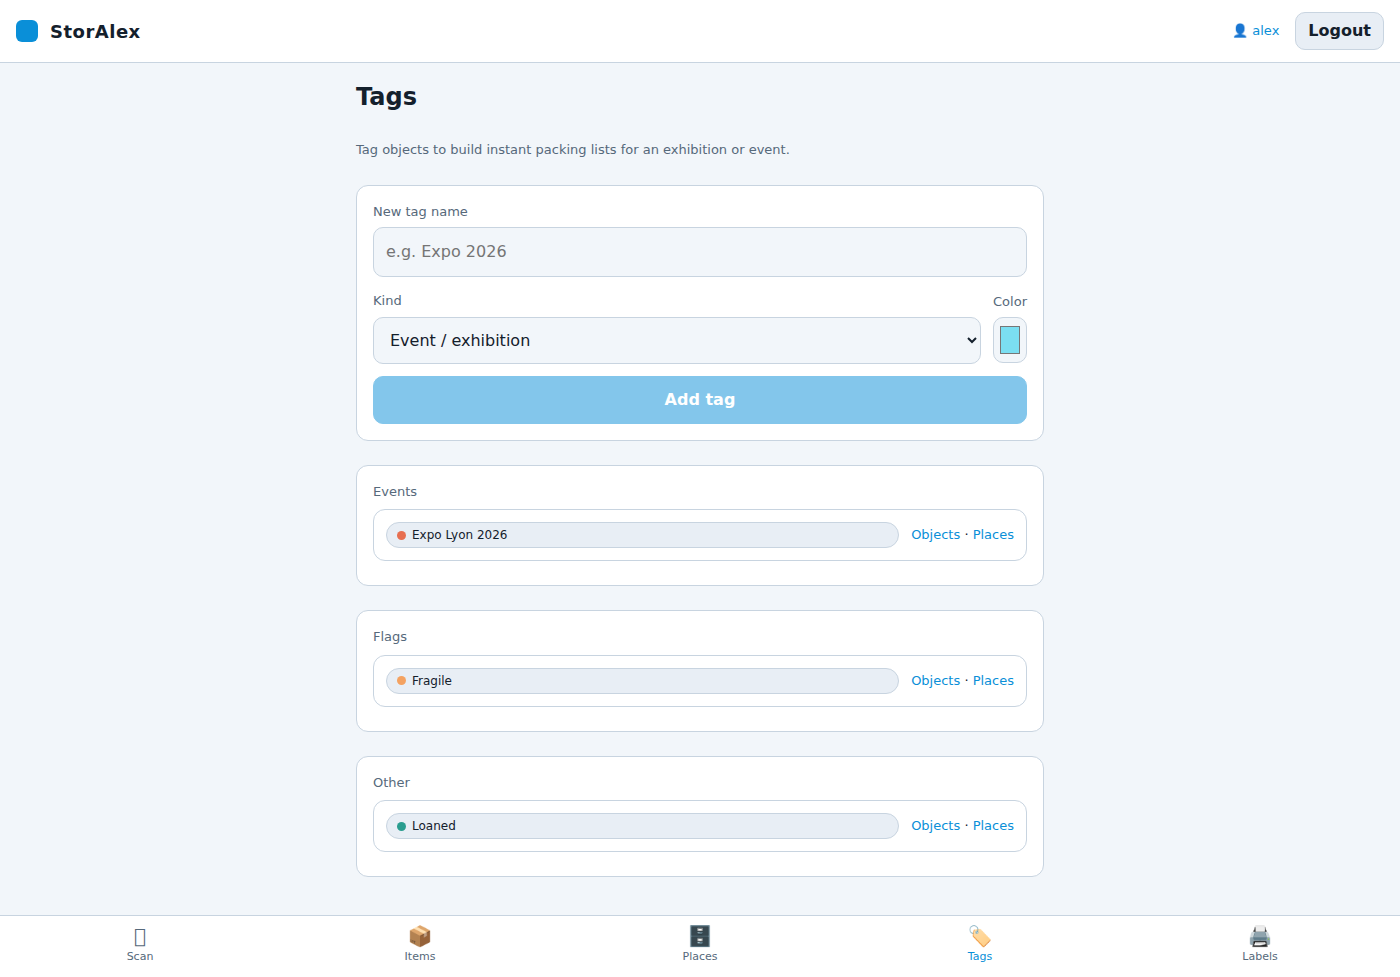 StorAlex
alex
Logout
Tags
Tag objects to build instant packing lists for an exhibition or event.
New tag name
e.g. Expo 2026
Kind
Color
Event / exhibition
Add tag
Events
Expo Lyon 2026
Objects · Places
Flags
Fragile
Objects · Places
Other
Loaned
Objects · Places
Scan
Items
Places
Tags
Labels